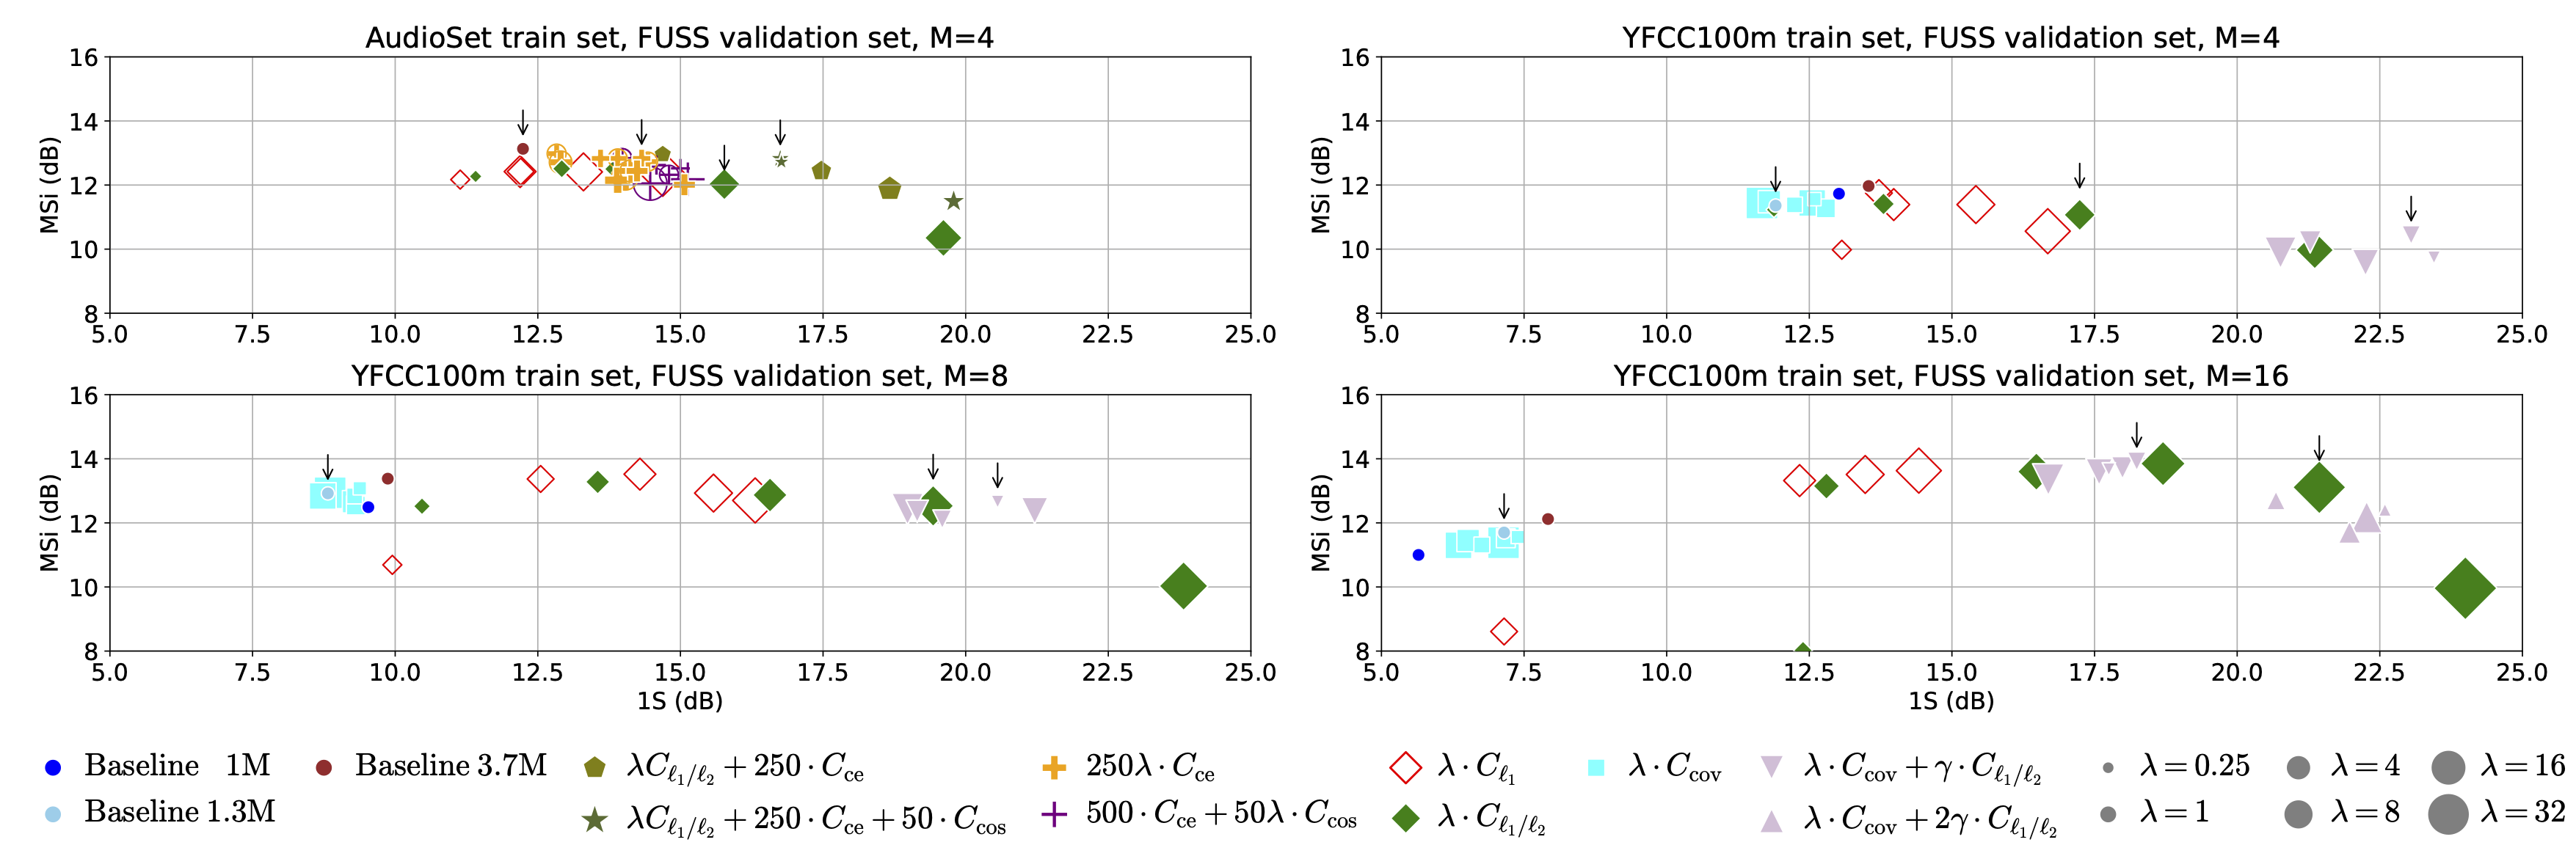 AudioSet train set, FUSS validation set, M=4
MSi (dB)
16
14
12
10
8
5.0 7.5 10.0 12.5 15.0 17.5 20.0 22.5 25.0
YFCC100m train set, FUSS validation set, M=4
MSi (dB)
16
14
12
10
8
5.0 7.5 10.0 12.5 15.0 17.5 20.0 22.5 25.0
YFCC100m train set, FUSS validation set, M=8
MSi (dB)
16
14
12
10
8
5.0 7.5 10.0 12.5 15.0 17.5 20.0 22.5 25.0
1S (dB)
YFCC100m train set, FUSS validation set, M=16
MSi (dB)
16
14
12
10
8
5.0 7.5 10.0 12.5 15.0 17.5 20.0 22.5 25.0
1S (dB)
Baseline 1M
Baseline 1.3M
Baseline 3.7M
λC_{ℓ₁/ℓ₂} + 250 · C_ce
λC_{ℓ₁/ℓ₂} + 250 · C_ce + 50 · C_cos
250λ · C_ce
500 · C_ce + 50λ · C_cos
λ · C_{ℓ₁}
λ · C_{ℓ₁/ℓ₂}
λ · C_cov
λ · C_cov + γ · C_{ℓ₁/ℓ₂}
λ · C_cov + 2γ · C_{ℓ₁/ℓ₂}
λ = 0.25
λ = 1
λ = 4
λ = 8
λ = 16
λ = 32